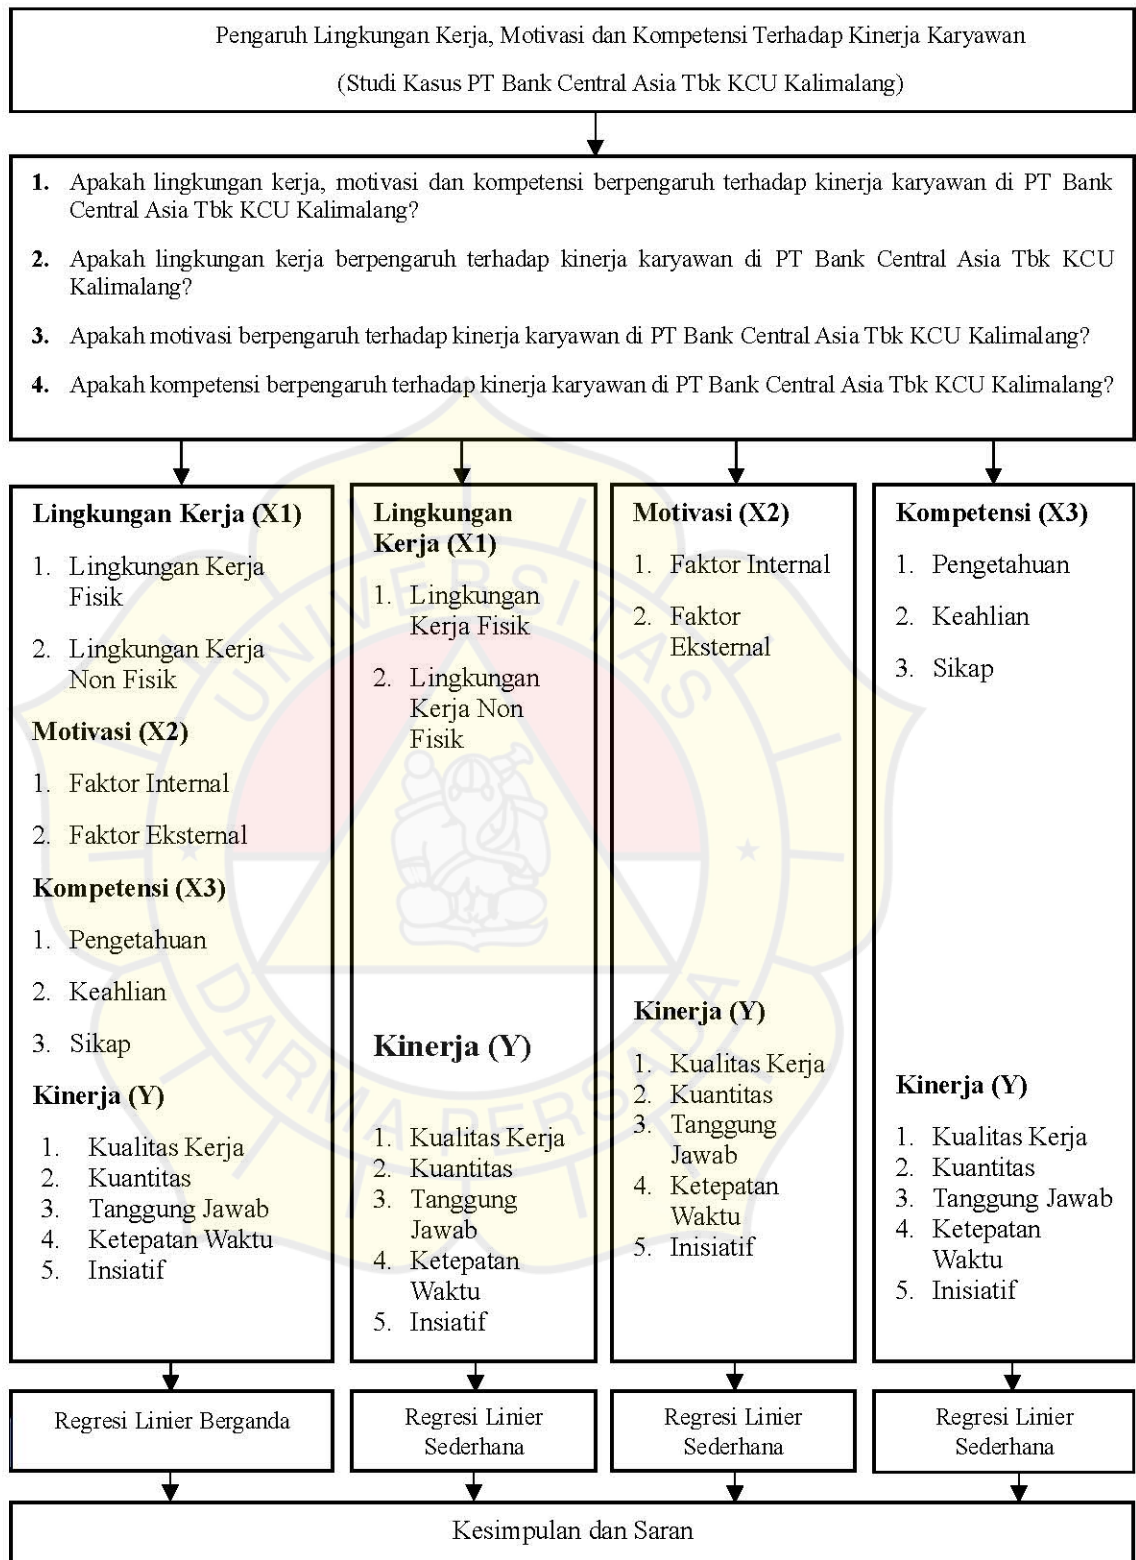 Pengaruh Lingkungan Kerja, Motivasi dan Kompetensi Terhadap Kinerja Karyawan
(Studi Kasus PT Bank Central Asia Tbk KCU Kalimalang)
1. Apakah lingkungan kerja, motivasi dan kompetensi berpengaruh terhadap kinerja karyawan di PT Bank
Central Asia Tbk KCU Kalimalang?
2. Apakah lingkungan kerja berpengaruh terhadap kinerja karyawan di PT Bank Central Asia Tbk KCU
Kalimalang?
3. Apakah motivasi berpengaruh terhadap kinerja karyawan di PT Bank Central Asia Tbk KCU Kalimalang?
4. Apakah kompetensi berpengaruh terhadap kinerja karyawan di PT Bank Central Asia Tbk KCU Kalimalang?
Lingkungan Kerja (X1)
1. Lingkungan Kerja
Fisik
2. Lingkungan Kerja
Non Fisik
Motivasi (X2)
1. Faktor Internal
2. Faktor Eksternal
Kompetensi (X3)
1. Pengetahuan
2. Keahlian
3. Sikap
Kinerja (Y)
1. Kualitas Kerja
2. Kuantitas
3. Tanggung Jawab
4. Ketepatan Waktu
5. Insiatif
Lingkungan
Kerja (X1)
1. Lingkungan
Kerja Fisik
2. Lingkungan
Kerja Non
Fisik
Kinerja (Y)
1. Kualitas Kerja
2. Kuantitas
3. Tanggung
Jawab
4. Ketepatan
Waktu
5. Insiatif
Motivasi (X2)
1. Faktor Internal
2. Faktor
Eksternal
Kinerja (Y)
1. Kualitas Kerja
2. Kuantitas
3. Tanggung
Jawab
4. Ketepatan
Waktu
5. Inisiatif
Kompetensi (X3)
1. Pengetahuan
2. Keahlian
3. Sikap
Kinerja (Y)
1. Kualitas Kerja
2. Kuantitas
3. Tanggung Jawab
4. Ketepatan
Waktu
5. Inisiatif
Regresi Linier Berganda
Regresi Linier
Sederhana
Regresi Linier
Sederhana
Regresi Linier
Sederhana
Kesimpulan dan Saran
UNIVERSITAS
DARMA PERSADA